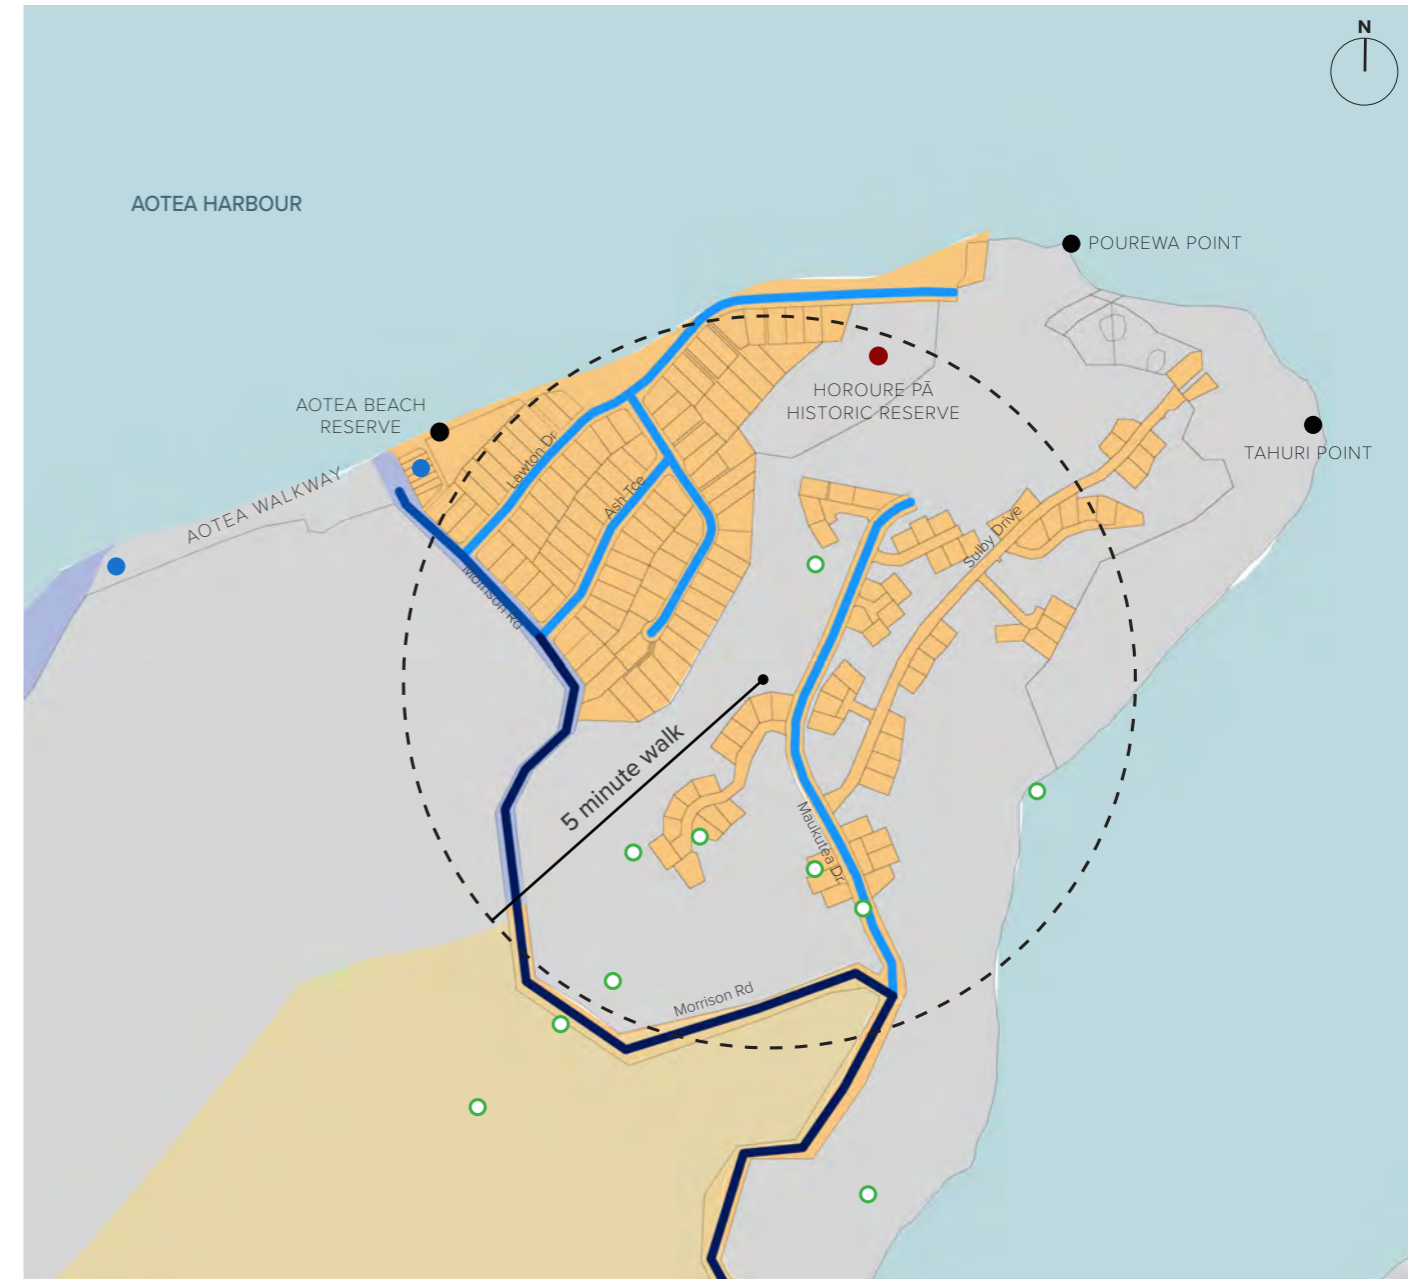 N
AOTEA HARBOUR
POUREWA POINT
HOROURE PĀ
HISTORIC RESERVE
AOTEA BEACH
RESERVE
TAHURI POINT
AOTEA WALKWAY
Lawton Dr
Ash Tce
Morrison Rd
Sulby Drive
5 minute walk
Maukutea Dr
Morrison Rd